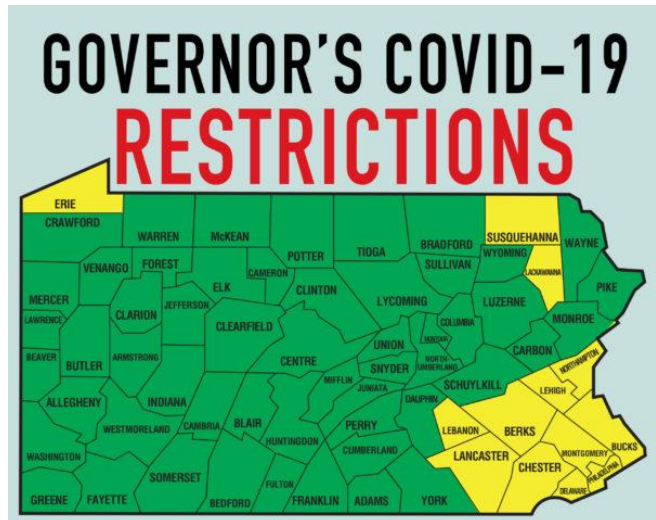 GOVERNOR'S COVID-19
RESTRICTIONS
ERIE
CRAWFORD
WARREN
McKEAN
POTTER
TIOGA
BRADFORD
SUSQUEHANNA
WAYNE
WYOMING
LACKAWANNA
SULLIVAN
VENANGO
FOREST
ELK
CAMERON
CLINTON
LYCOMING
LUZERNE
PIKE
MERCER
LAWRENCE
CLARION
JEFFERSON
CLEARFIELD
CENTRE
UNION
MONTOUR
COLUMBIA
MONROE
CARBON
BEAVER
BUTLER
ARMSTRONG
SNYDER
NORTH-
UMBERLAND
NORTHAMPTON
MIFFLIN
JUNIATA
SCHUYLKILL
LEHIGH
ALLEGHENY
INDIANA
CAMBRIA
BLAIR
HUNTINGDON
PERRY
DAUPHIN
LEBANON
BERKS
WESTMORELAND
CUMBERLAND
LANCASTER
MONTGOMERY
BUCKS
WASHINGTON
SOMERSET
CHESTER
PHILADELPHIA
DELAWARE
GREENE
FAYETTE
BEDFORD
FULTON
FRANKLIN
ADAMS
YORK